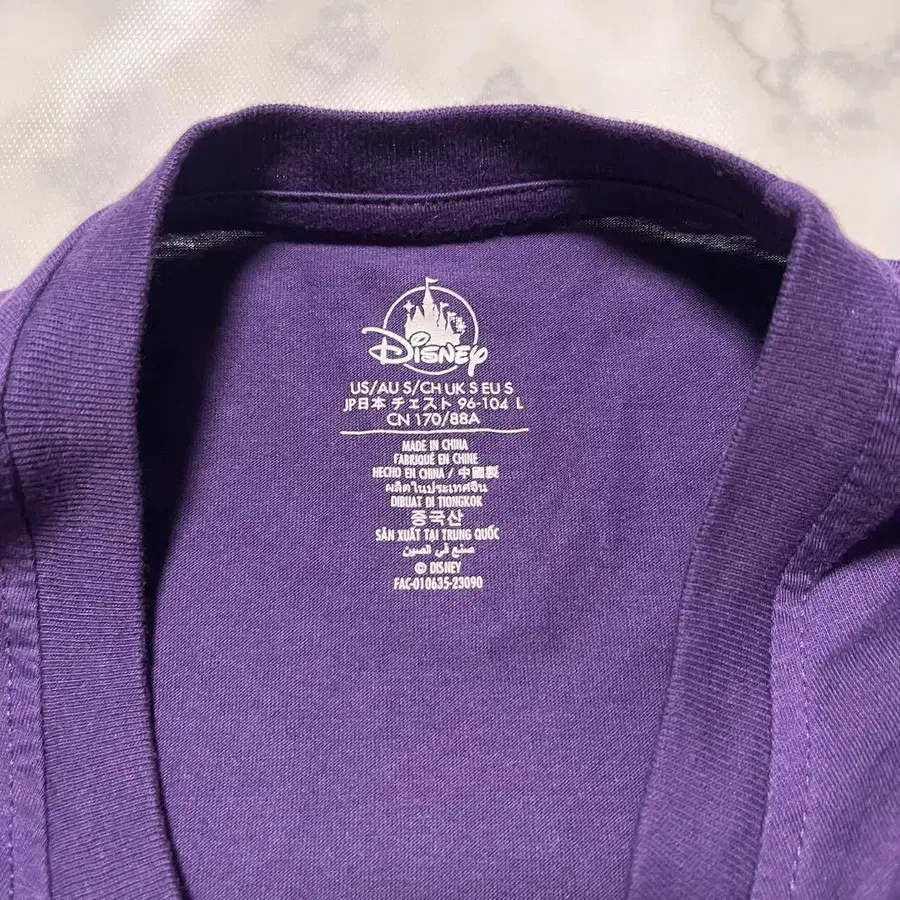 Disney
US/AU S/CH UK S EU S
JP日本 チェスト 96-104 L
CN 170/88A
MADE IN CHINA
FABRIQUÉ EN CHINE
HECHO EN CHINA / 中國製
ผลิตในประเทศจีน
DIBUAT DI TIONGKOK
중국산
SẢN XUẤT TẠI TRUNG QUỐC
صنع في الصين
© DISNEY
FAC-010635-23090